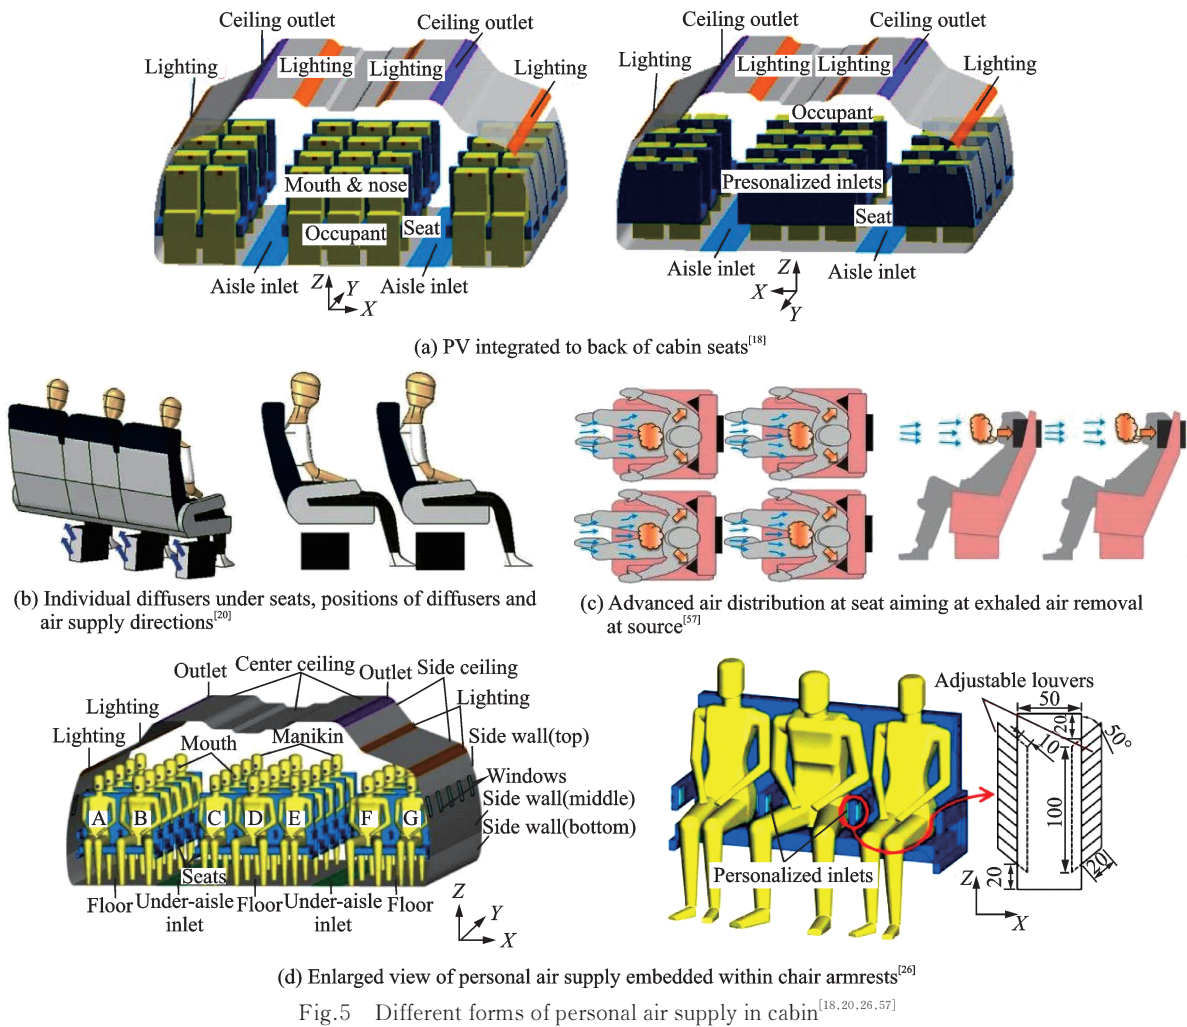 Ceiling outlet
Ceiling outlet
Lighting
Lighting
Lighting
Lighting
Mouth & nose
Occupant
Seat
Aisle inlet
Aisle inlet
Z
Y
X
Ceiling outlet
Ceiling outlet
Lighting
Lighting
Lighting
Lighting
Occupant
Presonalized inlets
Seat
Aisle inlet
Aisle inlet
Z
X
Y
(a) PV integrated to back of cabin seats[18]
(b) Individual diffusers under seats, positions of diffusers and
air supply directions[20]
(c) Advanced air distribution at seat aiming at exhaled air removal
at source[57]
Outlet
Center ceiling
Outlet
Side ceiling
Lighting
Lighting
Lighting
Mouth
Manikin
Side wall(top)
Windows
Side wall(middle)
Side wall(bottom)
A
B
C
D
E
F
G
Seats
Floor
Under-aisle
inlet
Floor
Under-aisle
inlet
Floor
Z
Y
X
Personalized inlets
Adjustable louvers
50
20
10
50°
100
20
20
Z
X
(d) Enlarged view of personal air supply embedded within chair armrests[26]
Fig.5 Different forms of personal air supply in cabin[18,20,26,57]